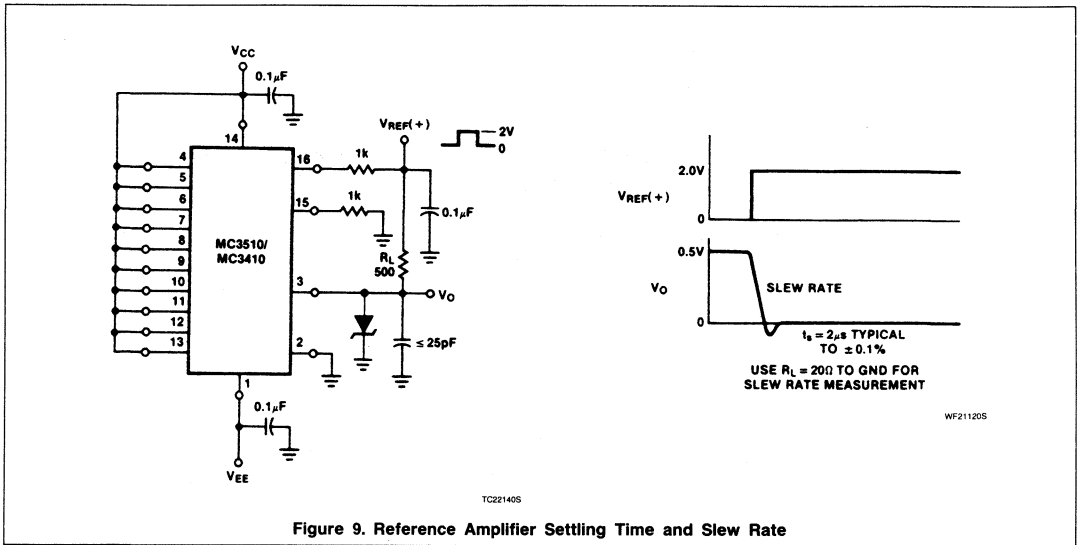 VCC
0.1μF
14
4
5
6
7
8
9
10
11
12
13
MC3510/
MC3410
16
15
3
2
1
1k
1k
VREF(+)
2V
0
0.1μF
RL
500
VO
≤25pF
0.1μF
VEE
TC22140S
2.0V
VREF(+)
0
0.5V
VO
0
SLEW RATE
ts = 2μs TYPICAL
TO ±0.1%
USE RL = 20Ω TO GND FOR
SLEW RATE MEASUREMENT
WF21120S
Figure 9. Reference Amplifier Settling Time and Slew Rate